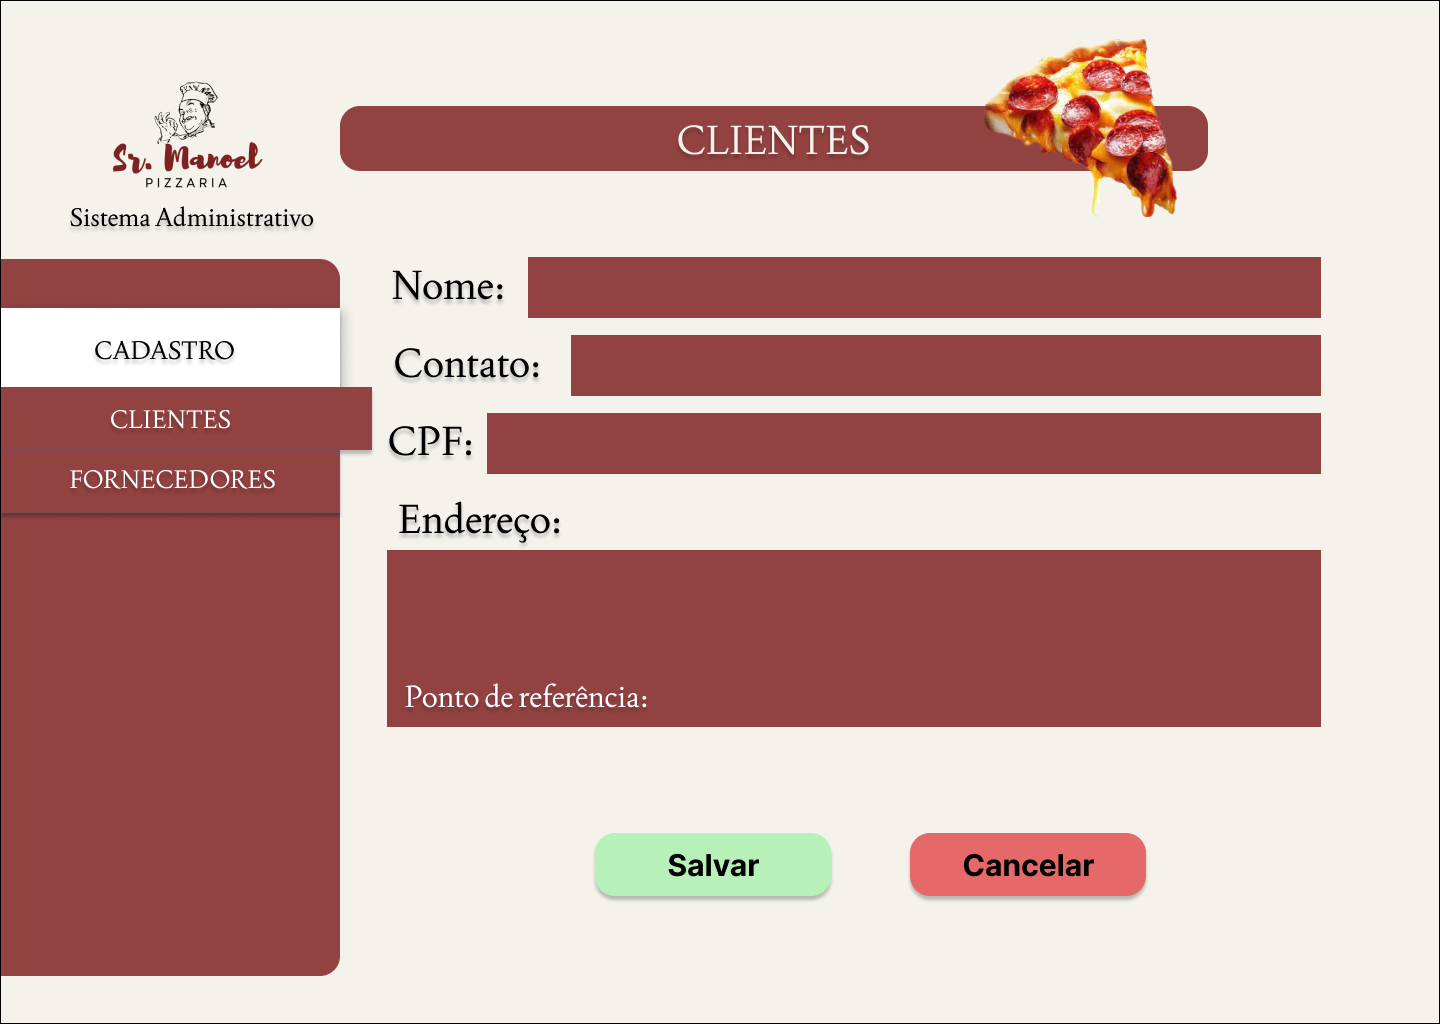 Sr. Manoel
PIZZARIA
Sistema Administrativo
CLIENTES
CADASTRO
CLIENTES
FORNECEDORES
Nome:
Contato:
CPF:
Endereço:
Ponto de referência:
Salvar
Cancelar